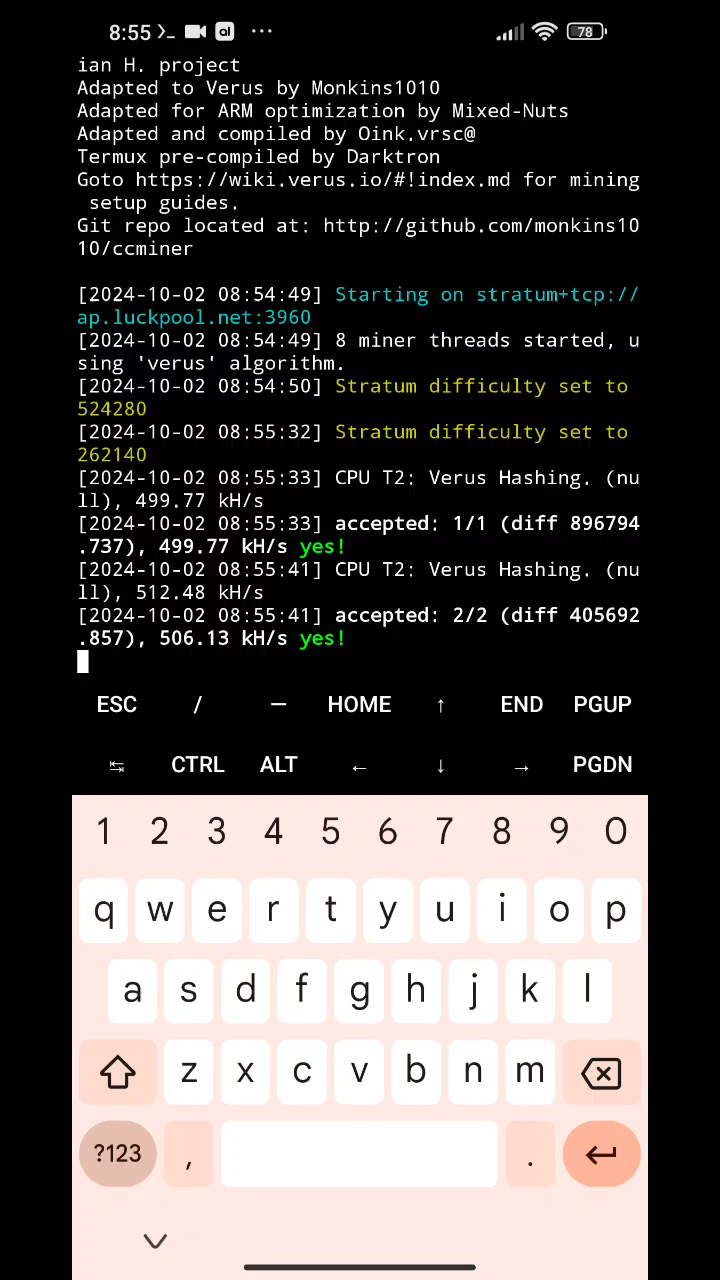 8:55
78
ian H. project
Adapted to Verus by Monkins1010
Adapted for ARM optimization by Mixed-Nuts
Adapted and compiled by Oink.vrsc@
Termux pre-compiled by Darktron
Goto https://wiki.verus.io/#!index.md for mining
 setup guides.
Git repo located at: http://github.com/monkins10
10/ccminer
[2024-10-02 08:54:49] Starting on stratum+tcp://
ap.luckpool.net:3960
[2024-10-02 08:54:49] 8 miner threads started, u
sing 'verus' algorithm.
[2024-10-02 08:54:50] Stratum difficulty set to
524280
[2024-10-02 08:55:32] Stratum difficulty set to
262140
[2024-10-02 08:55:33] CPU T2: Verus Hashing. (nu
ll), 499.77 kH/s
[2024-10-02 08:55:33] accepted: 1/1 (diff 896794
.737), 499.77 kH/s yes!
[2024-10-02 08:55:41] CPU T2: Verus Hashing. (nu
ll), 512.48 kH/s
[2024-10-02 08:55:41] accepted: 2/2 (diff 405692
.857), 506.13 kH/s yes!
ESC / — HOME ↑ END PGUP
↹ CTRL ALT ← ↓ → PGDN
1 2 3 4 5 6 7 8 9 0
q w e r t y u i o p
a s d f g h j k l
z x c v b n m
?123 , .